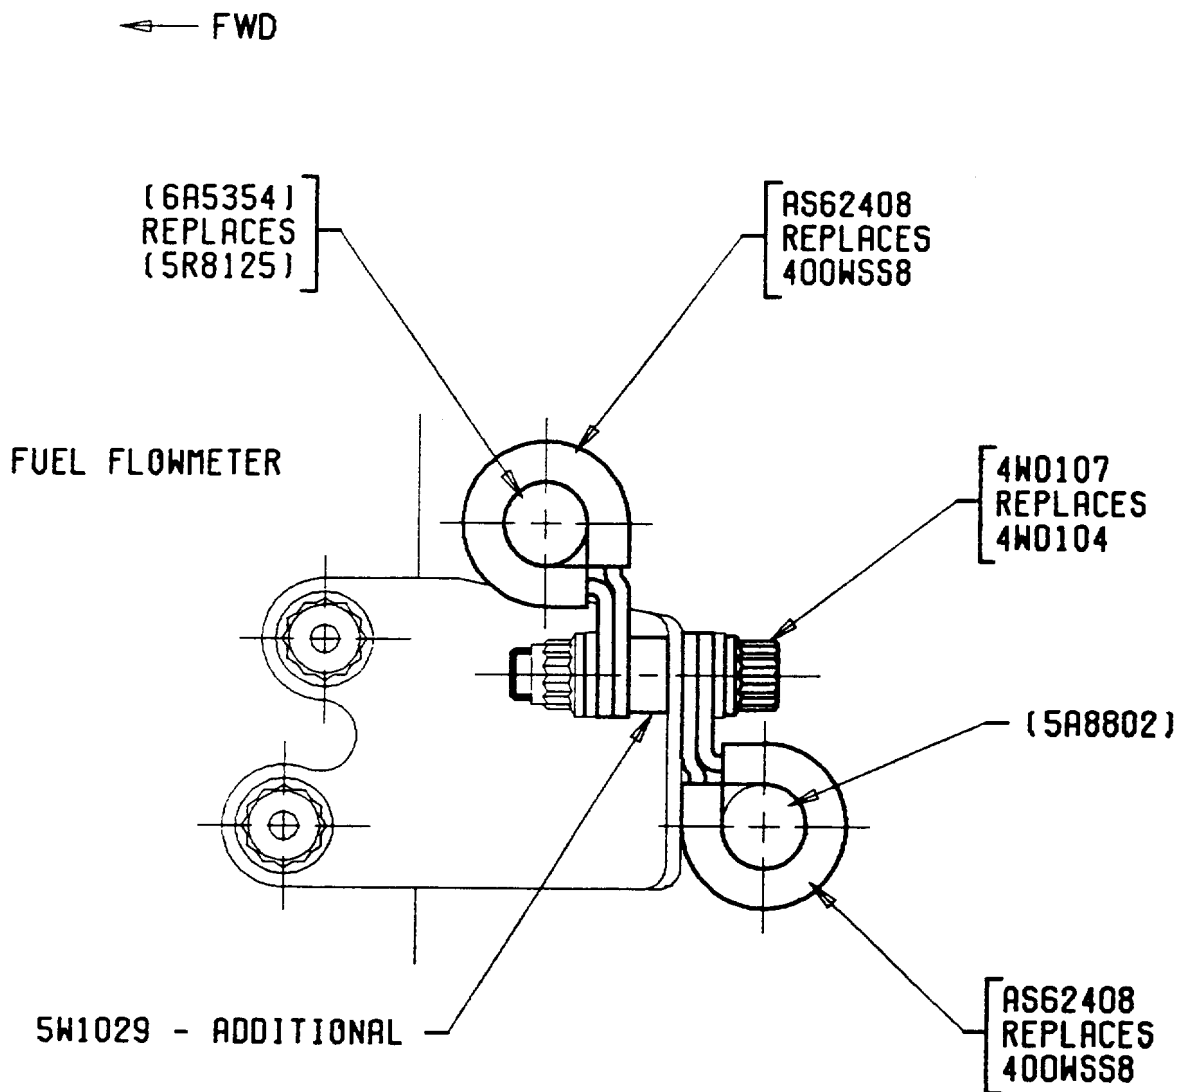 FWD
(6A5354)
REPLACES
(5R8125)
AS62408
REPLACES
400WSS8
FUEL FLOWMETER
4W0107
REPLACES
4W0104
(5A8802)
5W1029 - ADDITIONAL
AS62408
REPLACES
400WSS8